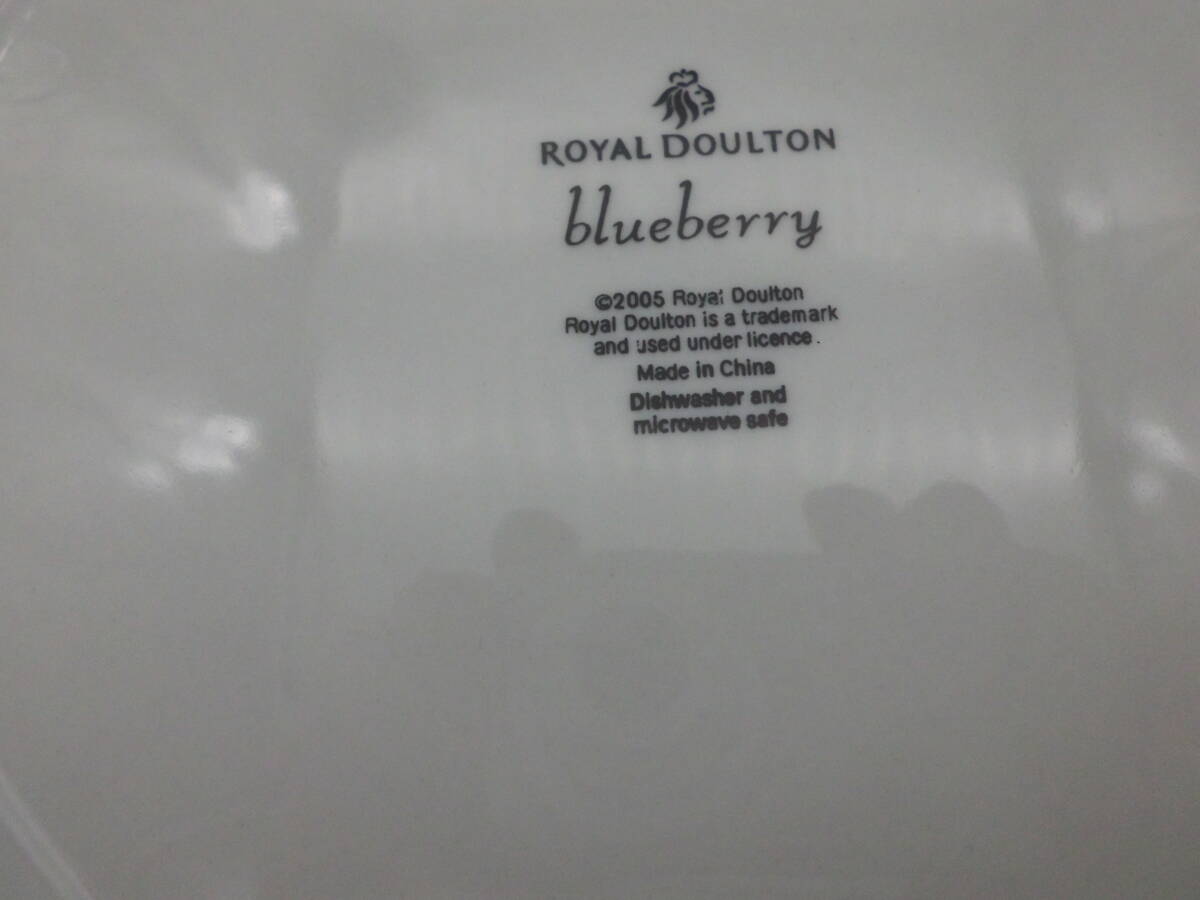 ROYAL DOULTON
blueberry
©2005 Royal Doulton
Royal Doulton is a trademark
and used under licence.
Made in China
Dishwasher and
microwave safe